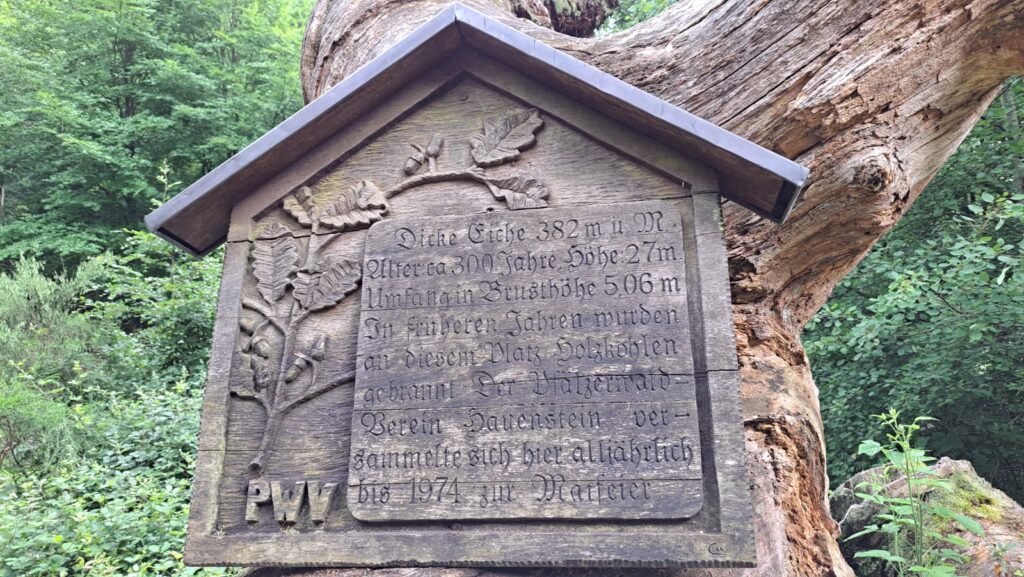 Dicke Eiche 382 m ü. M.
Alter ca 300 Jahre, Höhe: 27m.
Umfang in Brusthöhe 5,06 m
In früheren Jahren wurden
an diesem Platz Holzkohlen
gebrannt Der Pfälzerwald-
Verein Hauenstein ver-
sammelte sich hier alljährlich
bis 1974 zur Maifeier
PWV